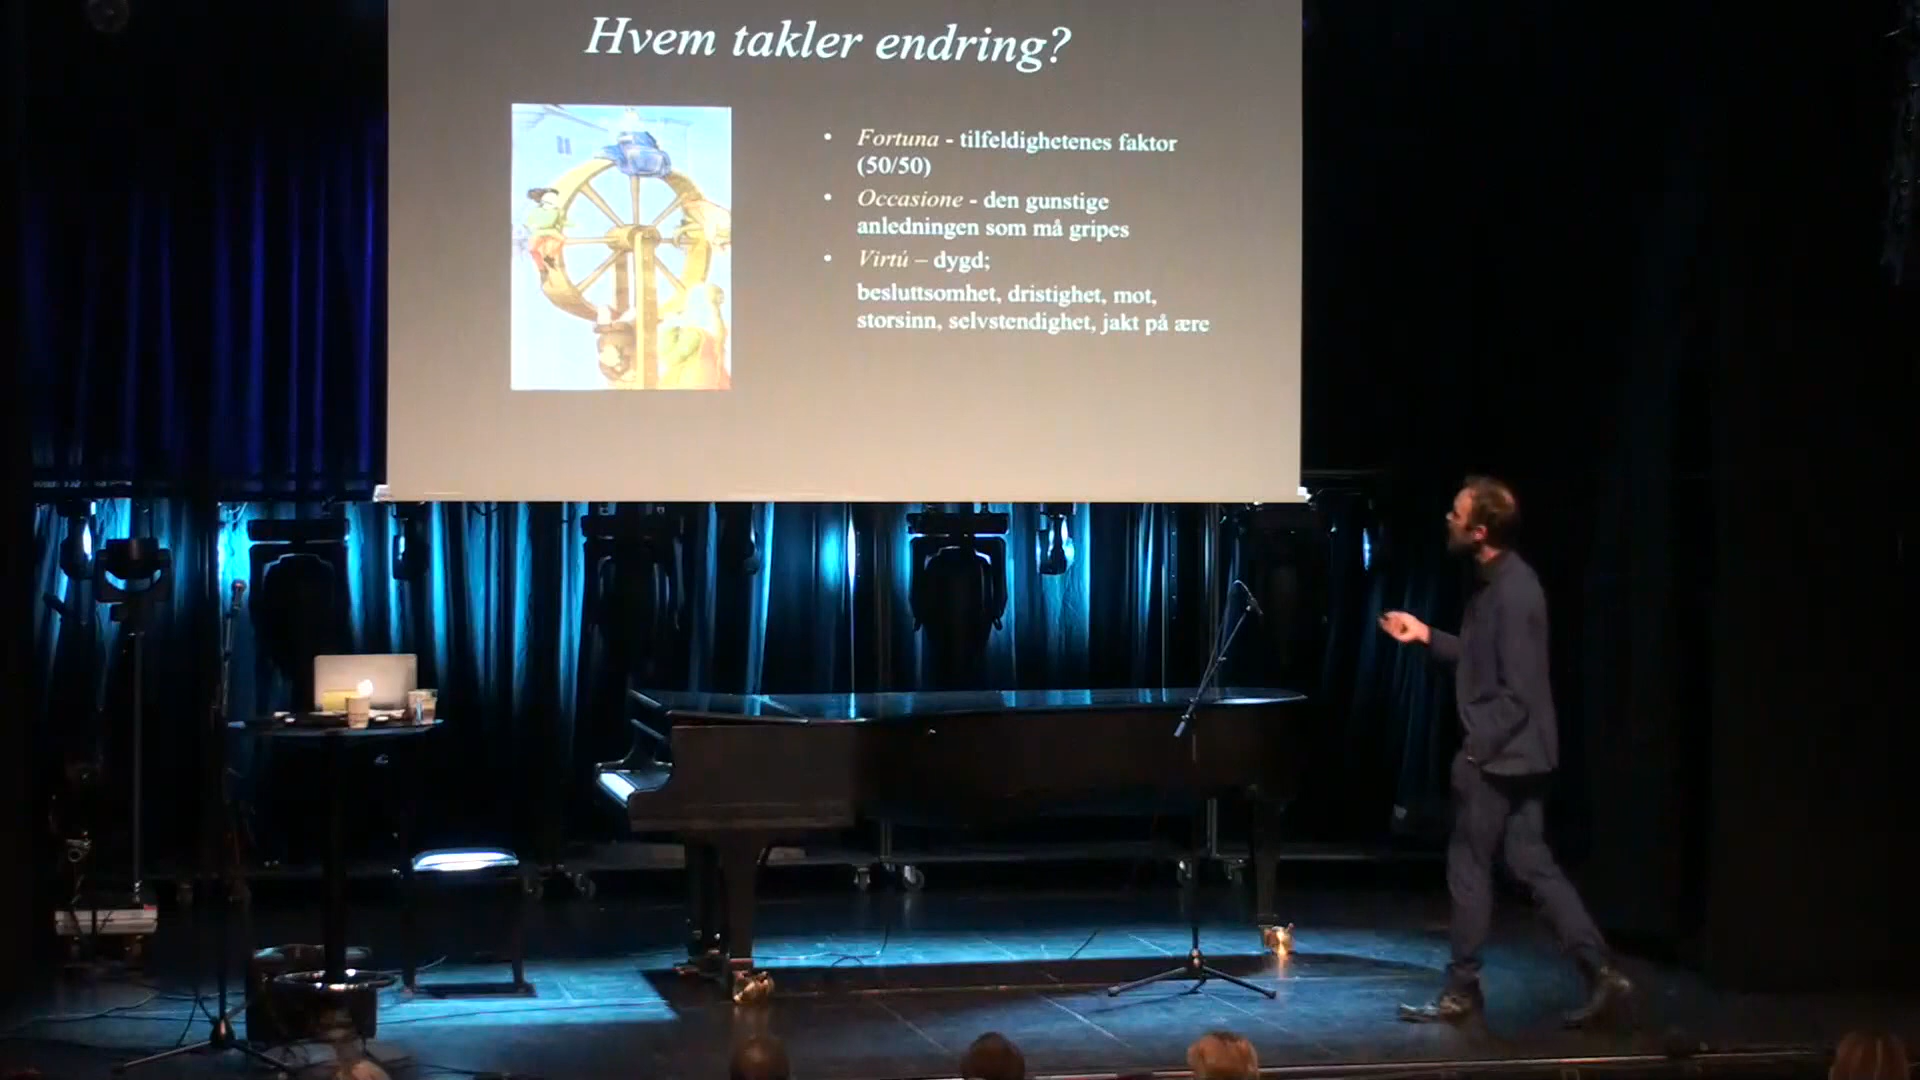 Hvem takler endring?
• Fortuna - tilfeldighetenes faktor
(50/50)
• Occasione - den gunstige
anledningen som må gripes
• Virtú – dygd;
besluttsomhet, dristighet, mot,
storsinn, selvstendighet, jakt på ære